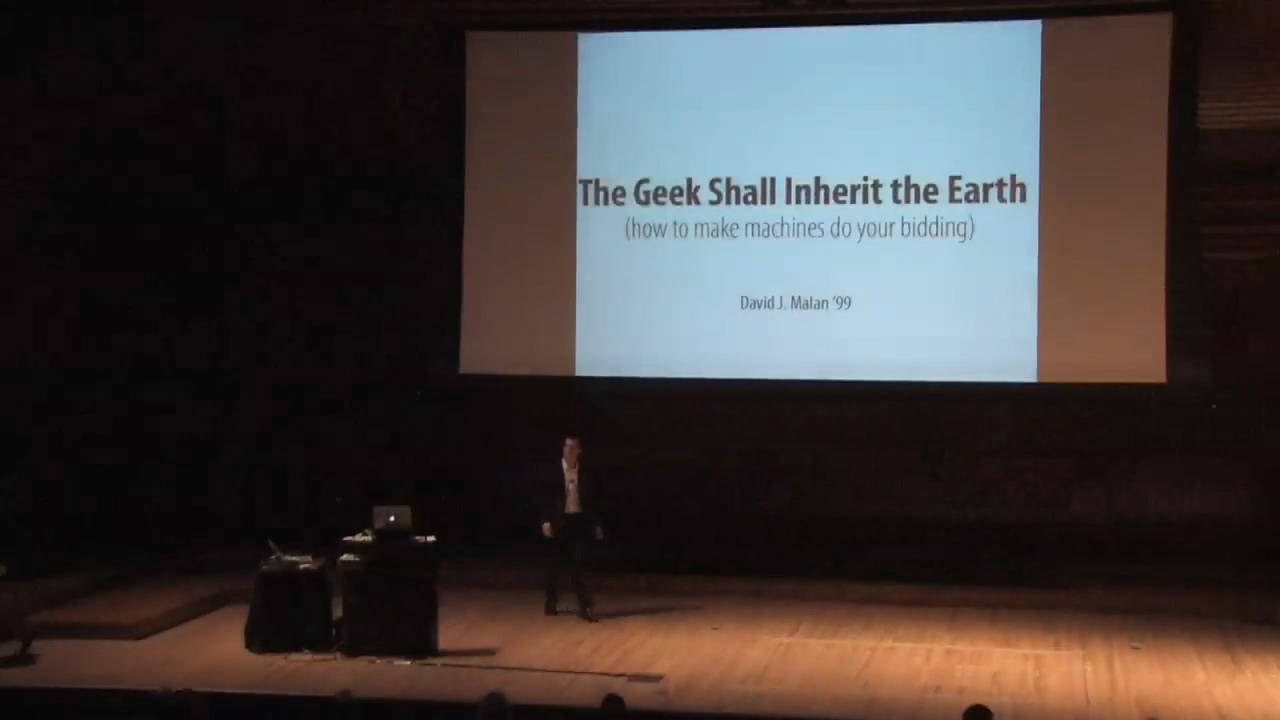 The Geek Shall Inherit the Earth
(how to make machines do your bidding)
David J. Malan ‘99